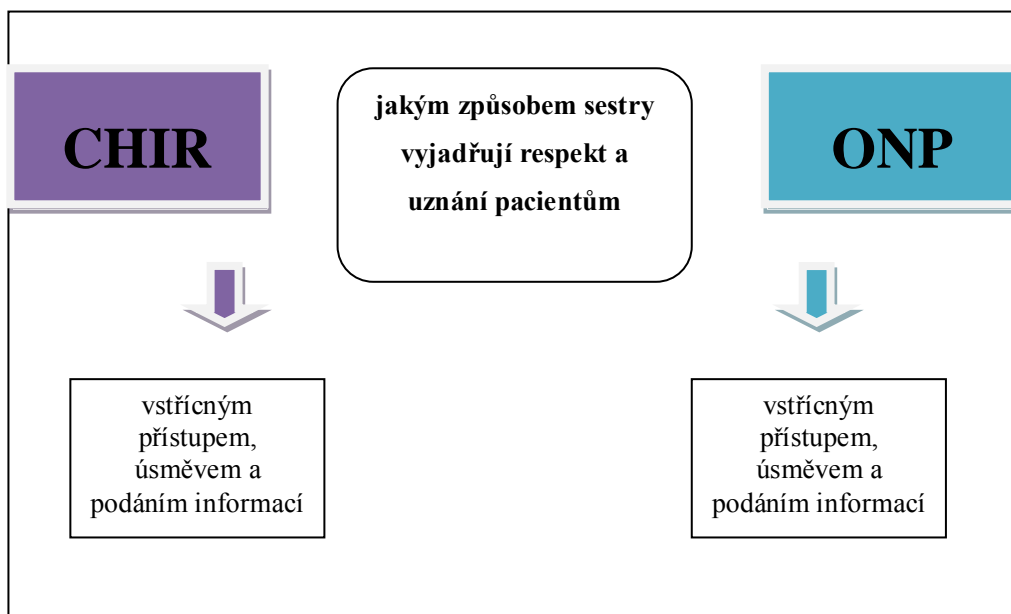 CHIR
jakým způsobem sestry
vyjadřují respekt a
uznání pacientům
ONP
vstřícným
přístupem,
úsměvem a
podáním informací
vstřícným
přístupem,
úsměvem a
podáním informací